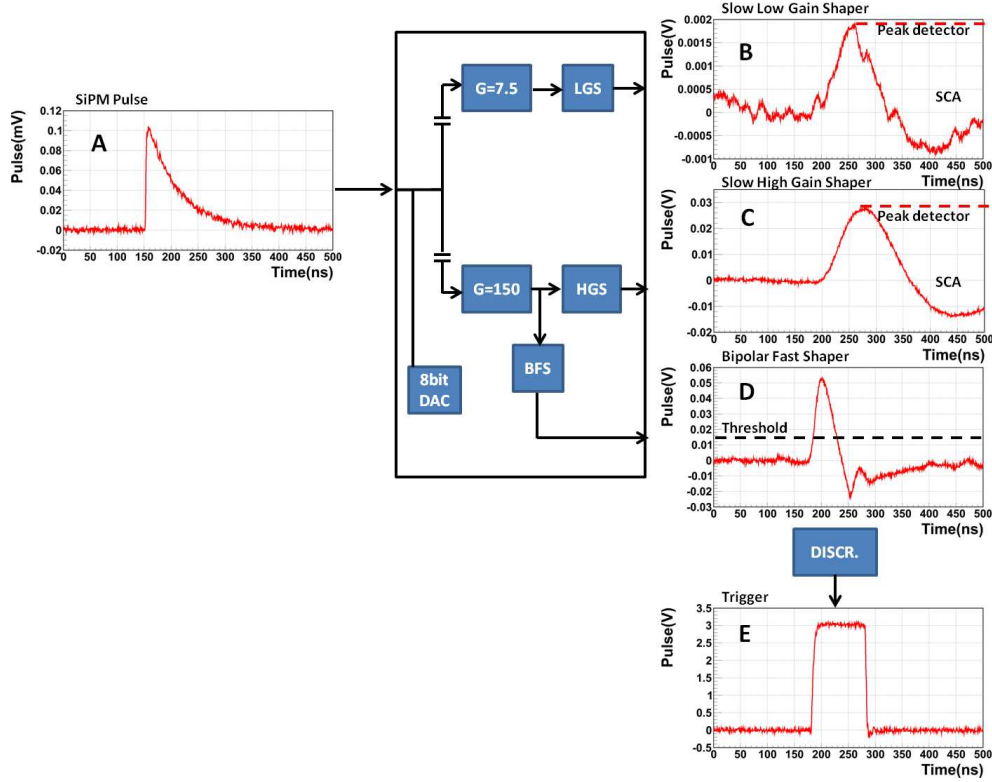 SiPM Pulse
A
Pulse(mV)
0.12
0.1
0.08
0.06
0.04
0.02
0
-0.02
0 50 100 150 200 250 300 350 400 450 500
Time(ns)
G=7.5
LGS
G=150
HGS
BFS
8bit
DAC
Slow Low Gain Shaper
B
Peak detector
SCA
Pulse(V)
0.002
0.0015
0.001
0.0005
0
-0.0005
-0.001
0 50 100 150 200 250 300 350 400 450 500
Time(ns)
Slow High Gain Shaper
C
Peak detector
SCA
Pulse(V)
0.03
0.02
0.01
0
-0.01
-0.02
0 50 100 150 200 250 300 350 400 450 500
Time(ns)
Bipolar Fast Shaper
D
Threshold
Pulse(V)
0.06
0.05
0.04
0.03
0.02
0.01
0
-0.01
-0.02
-0.03
0 50 100 150 200 250 300 350 400 450 500
Time(ns)
DISCR.
Trigger
E
Pulse(V)
3.5
3
2.5
2
1.5
1
0.5
0
-0.5
0 50 100 150 200 250 300 350 400 450 500
Time(ns)